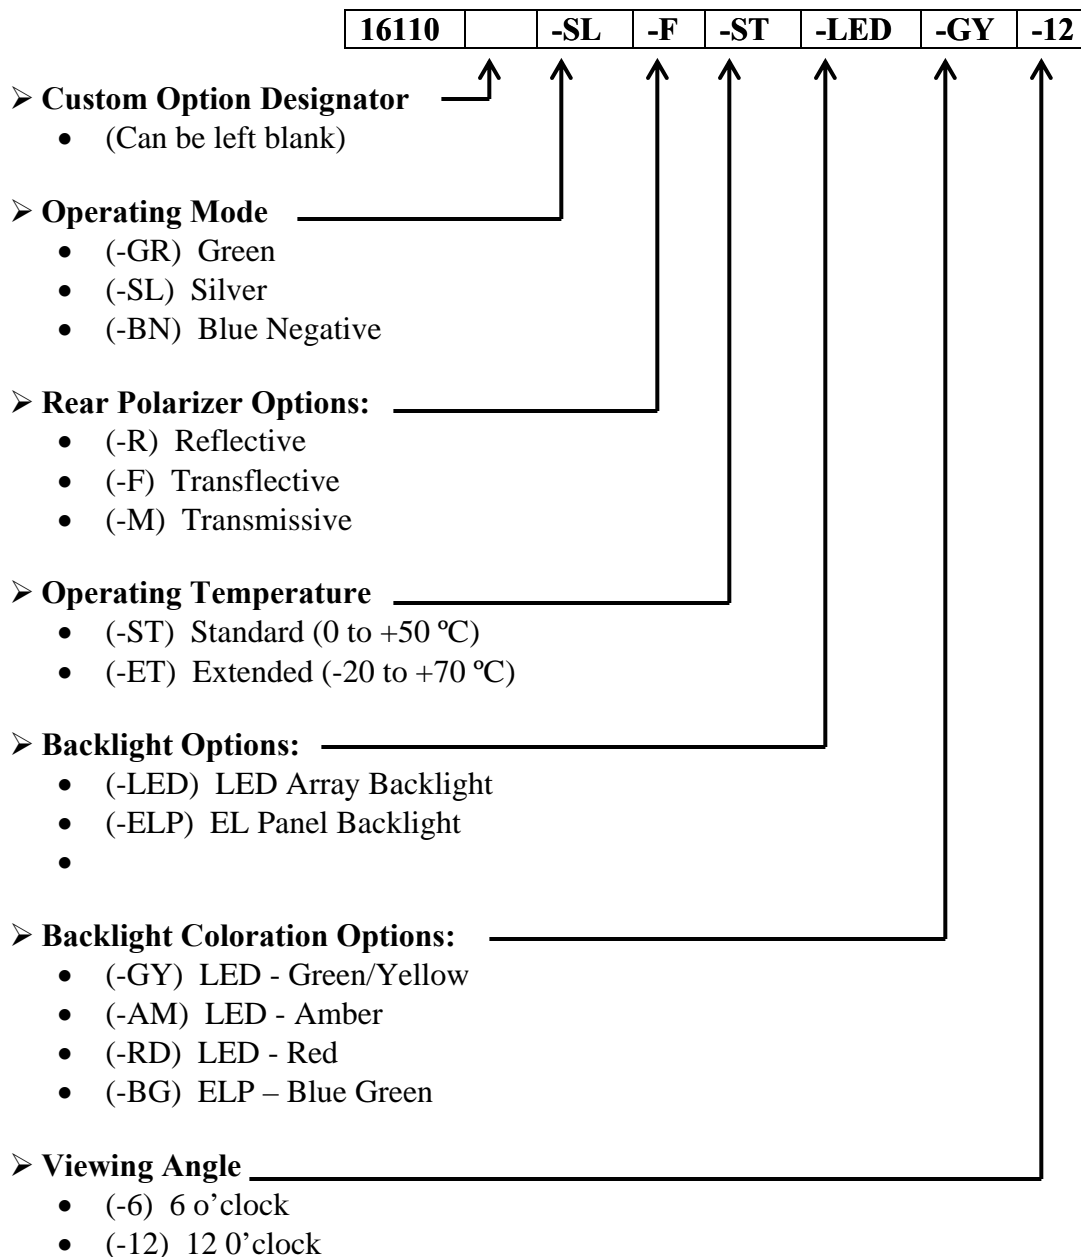 16110 -SL -F -ST -LED -GY -12
➢ Custom Option Designator
• (Can be left blank)
➢ Operating Mode
• (-GR) Green
• (-SL) Silver
• (-BN) Blue Negative
➢ Rear Polarizer Options:
• (-R) Reflective
• (-F) Transflective
• (-M) Transmissive
➢ Operating Temperature
• (-ST) Standard (0 to +50 ºC)
• (-ET) Extended (-20 to +70 ºC)
➢ Backlight Options:
• (-LED) LED Array Backlight
• (-ELP) EL Panel Backlight
•
➢ Backlight Coloration Options:
• (-GY) LED - Green/Yellow
• (-AM) LED - Amber
• (-RD) LED - Red
• (-BG) ELP – Blue Green
➢ Viewing Angle
• (-6) 6 o’clock
• (-12) 12 0’clock